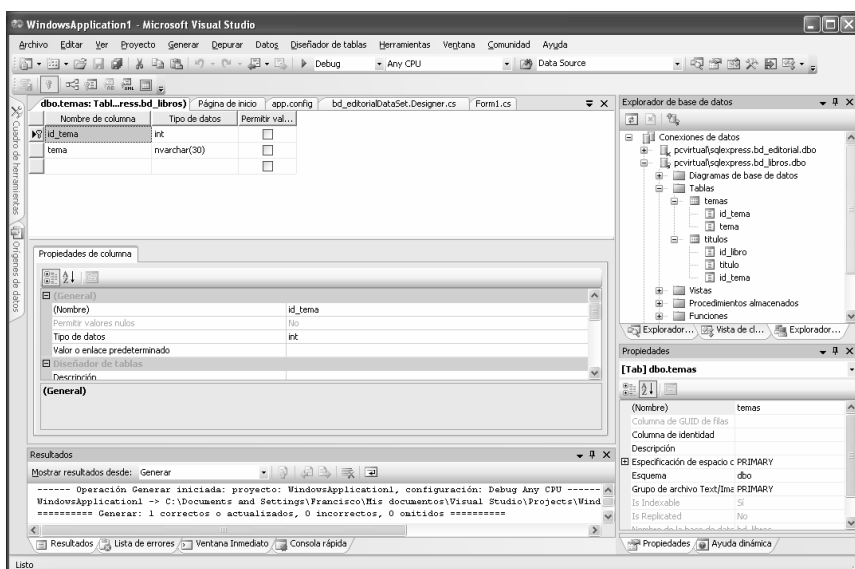 WindowsApplication1 - Microsoft Visual Studio
Archivo Editar Ver Proyecto Generar Depurar Datos Diseñador de tablas Herramientas Ventana Comunidad Ayuda
Debug Any CPU Data Source
dbo.temas: Tabl...ress.bd_libros) Página de inicio app.config bd_editorialDataSet.Designer.cs Form1.cs
Nombre de columna Tipo de datos Permitir val...
id_tema int
tema nvarchar(30)
Cuadro de herramientas
Orígenes de datos
Propiedades de columna
(General)
(Nombre) id_tema
Permitir valores nulos No
Tipo de datos int
Valor o enlace predeterminado
Diseñador de tablas
Descripción
(General)
Resultados
Mostrar resultados desde: Generar
------ Operación Generar iniciada: proyecto: WindowsApplication1, configuración: Debug Any CPU ------
WindowsApplication1 -> C:\Documents and Settings\Francisco\Mis documentos\Visual Studio\Projects\Wind
========== Generar: 1 correctos o actualizados, 0 incorrectos, 0 omitidos ==========
Resultados Lista de errores Ventana Inmediato Consola rápida
Listo
Explorador de base de datos
Conexiones de datos
pcvirtual\sqlexpress.bd_editorial.dbo
pcvirtual\sqlexpress.bd_libros.dbo
Diagramas de base de datos
Tablas
temas
id_tema
tema
titulos
id_libro
titulo
id_tema
Vistas
Procedimientos almacenados
Funciones
Explorador... Vista de cl... Explorador...
Propiedades
[Tab] dbo.temas
(Nombre) temas
Columna de GUID de filas
Columna de identidad
Descripción
Especificación de espacio c PRIMARY
Esquema dbo
Grupo de archivo Text/Ima PRIMARY
Is Indexable Sí
Is Replicated No
Nombre de la base de dato bd_libros
Propiedades Ayuda dinámica